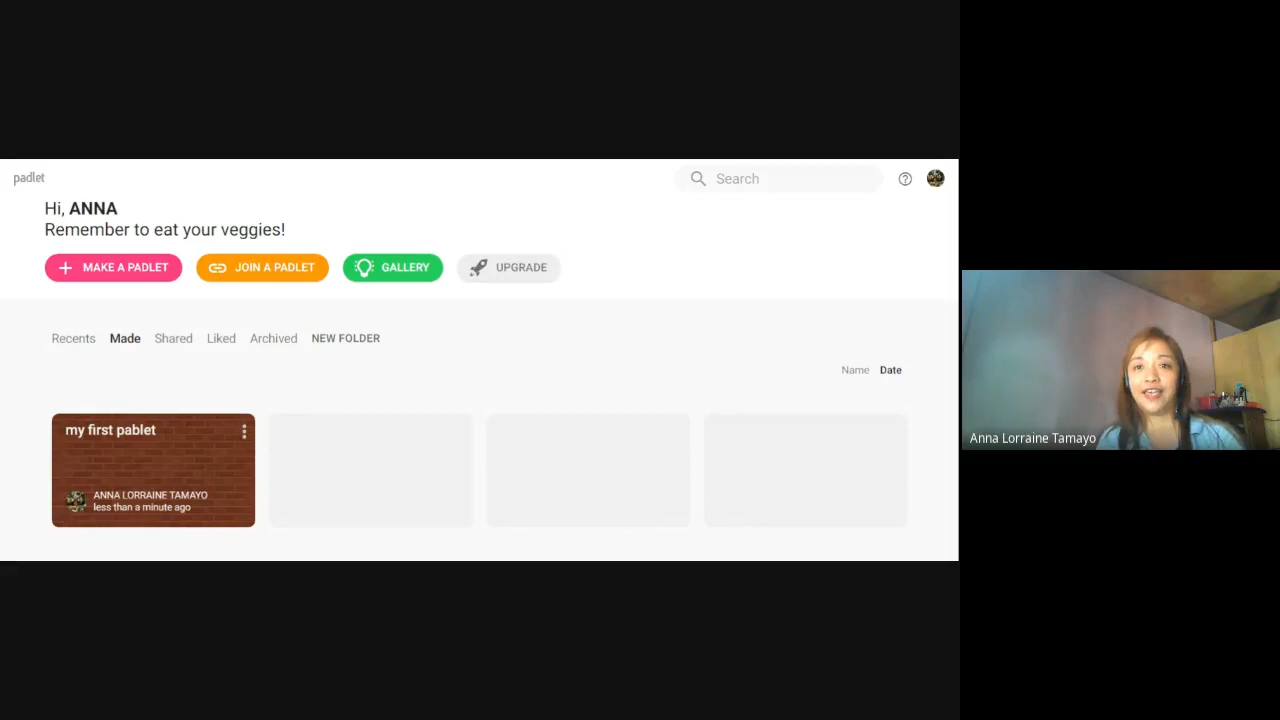 padlet
Search
Hi, ANNA
Remember to eat your veggies!
MAKE A PADLET
JOIN A PADLET
GALLERY
UPGRADE
Recents Made Shared Liked Archived NEW FOLDER
Name Date
my first pablet
ANNA LORRAINE TAMAYO
less than a minute ago
Anna Lorraine Tamayo